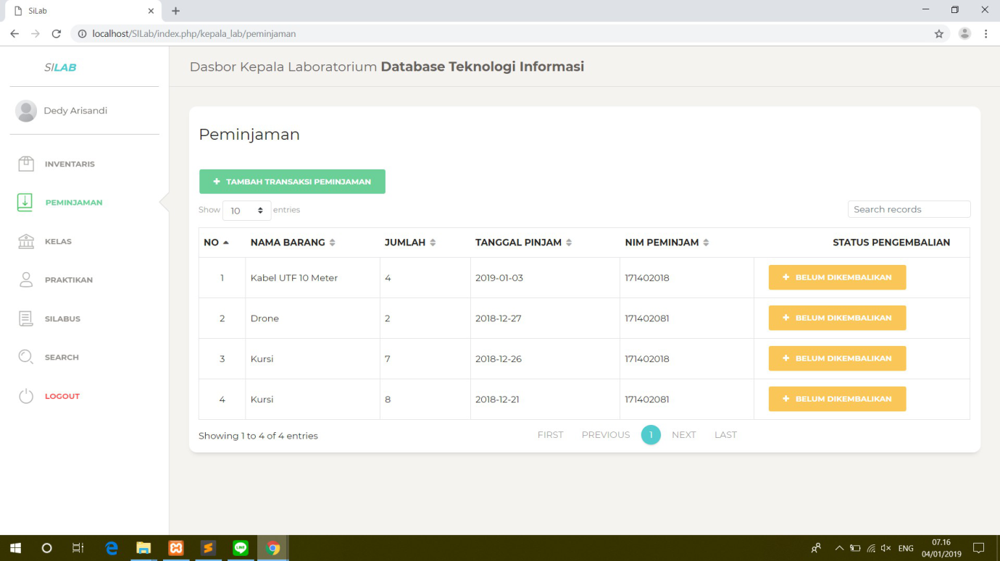 SiLab
localhost/SILab/index.php/kepala_lab/peminjaman
SILAB
Dasbor Kepala Laboratorium Database Teknologi Informasi
Dedy Arisandi
INVENTARIS
PEMINJAMAN
KELAS
PRAKTIKAN
SILABUS
SEARCH
LOGOUT
Peminjaman
+ TAMBAH TRANSAKSI PEMINJAMAN
Show 10 entries
Search records
NO NAMA BARANG JUMLAH TANGGAL PINJAM NIM PEMINJAM STATUS PENGEMBALIAN
1 Kabel UTF 10 Meter 4 2019-01-03 171402018 + BELUM DIKEMBALIKAN
2 Drone 2 2018-12-27 171402081 + BELUM DIKEMBALIKAN
3 Kursi 7 2018-12-26 171402018 + BELUM DIKEMBALIKAN
4 Kursi 8 2018-12-21 171402081 + BELUM DIKEMBALIKAN
Showing 1 to 4 of 4 entries
FIRST PREVIOUS 1 NEXT LAST
LINE
ENG
07.16
04/01/2019